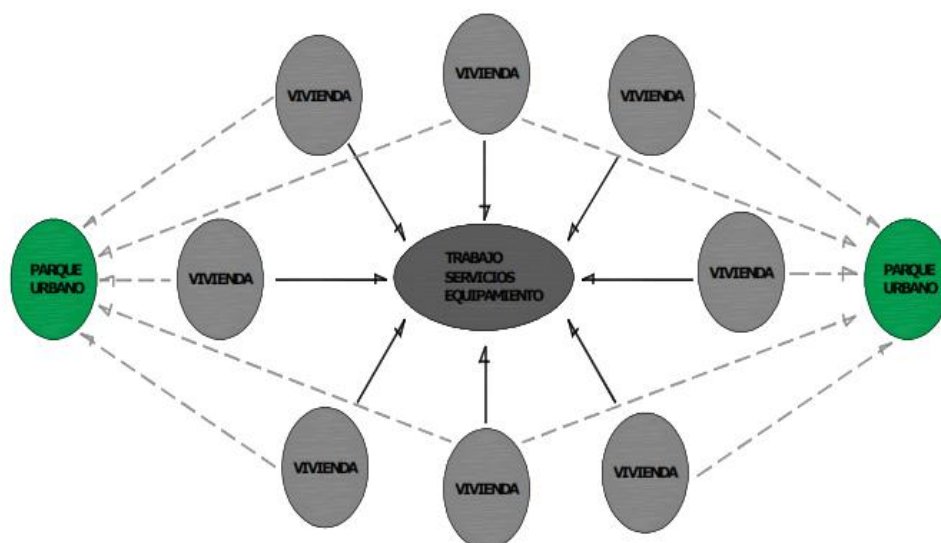 VIVIENDA
VIVIENDA
VIVIENDA
PARQUE
URBANO
VIVIENDA
TRABAJO
SERVICIOS
EQUIPAMIENTO
VIVIENDA
PARQUE
URBANO
VIVIENDA
VIVIENDA
VIVIENDA